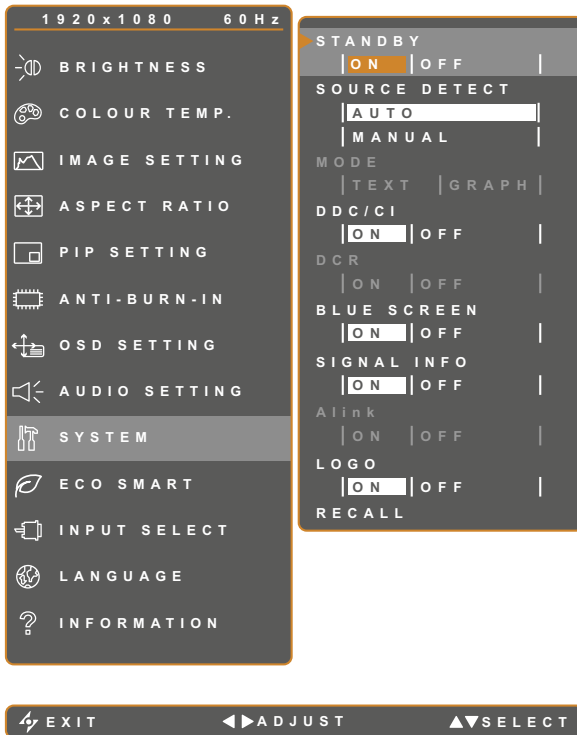 1920x1080 60Hz
BRIGHTNESS
COLOUR TEMP.
IMAGE SETTING
ASPECT RATIO
PIP SETTING
ANTI-BURN-IN
OSD SETTING
AUDIO SETTING
SYSTEM
ECO SMART
INPUT SELECT
LANGUAGE
INFORMATION
STANDBY
ON OFF
SOURCE DETECT
AUTO
MANUAL
MODE
TEXT GRAPH
DDC/CI
ON OFF
DCR
ON OFF
BLUE SCREEN
ON OFF
SIGNAL INFO
ON OFF
Alink
ON OFF
LOGO
ON OFF
RECALL
EXIT ADJUST SELECT